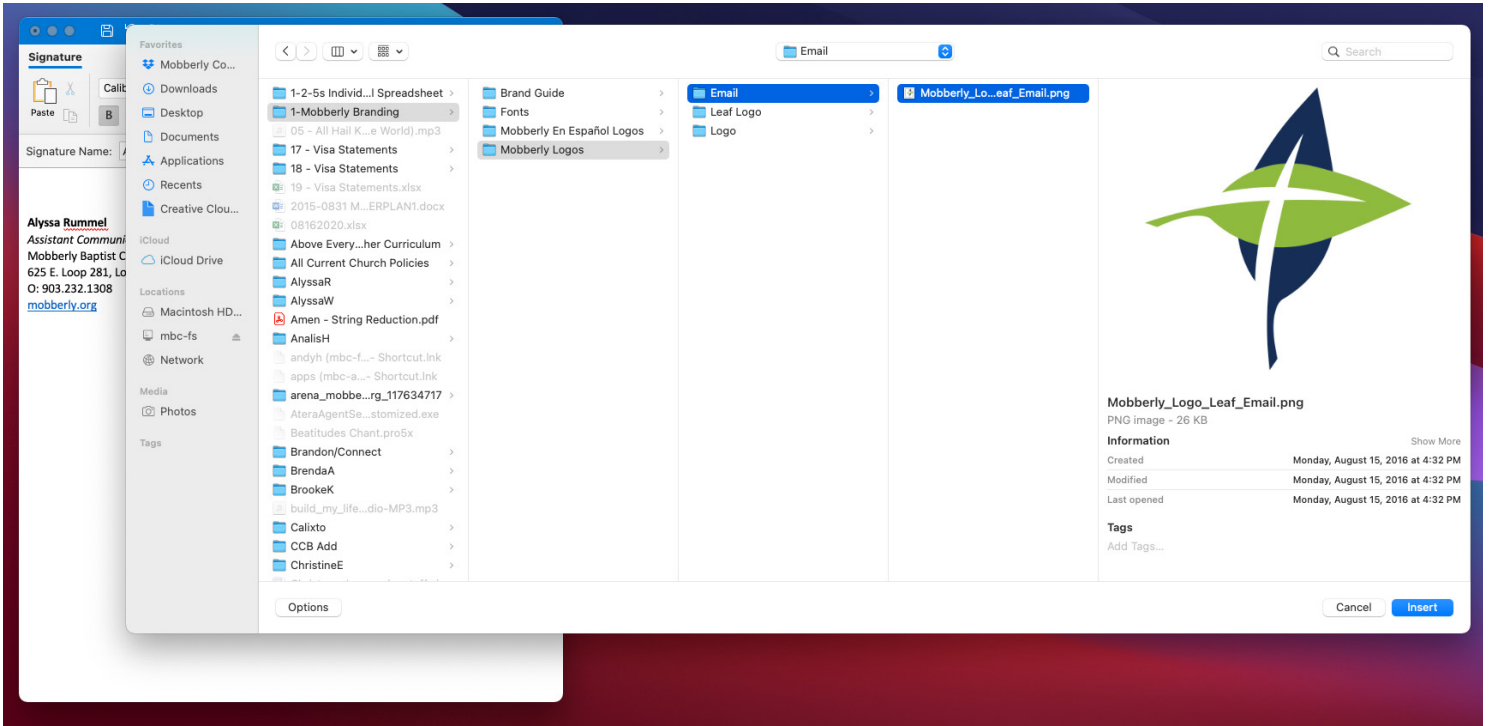 Signature
Paste
Calib
B
Signature Name:
Alyssa Rummel
Assistant Communi
Mobberly Baptist C
625 E. Loop 281, Lo
O: 903.232.1308
mobberly.org
Favorites
Mobberly Co...
Downloads
Desktop
Documents
Applications
Recents
Creative Clou...
iCloud
iCloud Drive
Locations
Macintosh HD...
mbc-fs
Network
Media
Photos
Tags
Email
Search
1-2-5s Individ...l Spreadsheet
1-Mobberly Branding
05 - All Hail K...e World).mp3
17 - Visa Statements
18 - Visa Statements
19 - Visa Statements.xlsx
2015-0831 M...ERPLAN1.docx
08162020.xlsx
Above Every...her Curriculum
All Current Church Policies
AlyssaR
AlyssaW
Amen - String Reduction.pdf
AnalisH
andyh (mbc-f...- Shortcut.lnk
apps (mbc-a...- Shortcut.lnk
arena_mobbe...rg_117634717
AteraAgentSe...stomized.exe
Beatitudes Chant.pro5x
Brandon/Connect
BrendaA
BrookeK
build_my_life...dio-MP3.mp3
Calixto
CCB Add
ChristineE
Brand Guide
Fonts
Mobberly En Español Logos
Mobberly Logos
Email
Leaf Logo
Logo
Mobberly_Lo...eaf_Email.png
Mobberly_Logo_Leaf_Email.png
PNG image - 26 KB
Information Show More
Created Monday, August 15, 2016 at 4:32 PM
Modified Monday, August 15, 2016 at 4:32 PM
Last opened Monday, August 15, 2016 at 4:32 PM
Tags
Add Tags...
Options
Cancel
Insert